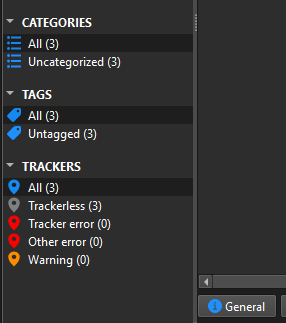 CATEGORIES
All (3)
Uncategorized (3)
TAGS
All (3)
Untagged (3)
TRACKERS
All (3)
Trackerless (3)
Tracker error (0)
Other error (0)
Warning (0)
General